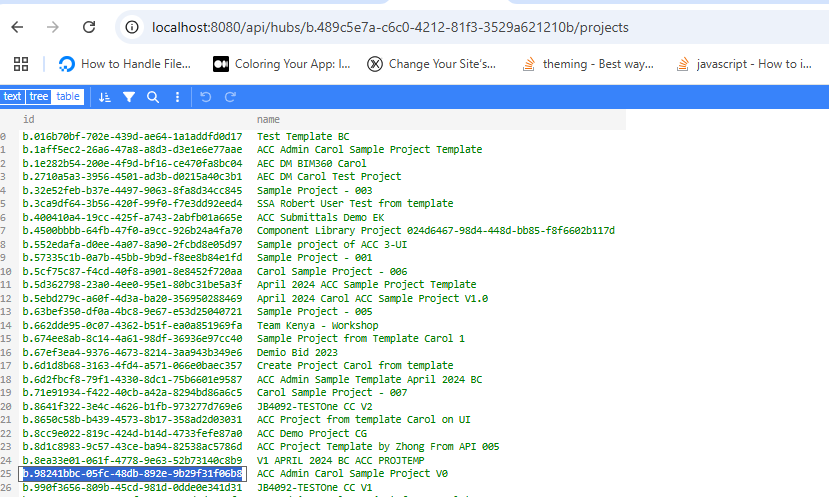 localhost:8080/api/hubs/b.489c5e7a-c6c0-4212-81f3-3529a621210b/projects
How to Handle File... Coloring Your App: I... Change Your Site's... theming - Best way... javascript - How to i...
text tree table
id name
0 b.016b70bf-702e-439d-ae64-1a1addfd0d17 Test Template BC
1 b.1aff5ec2-26a6-47a8-a8d3-d3e1e6e77aae ACC Admin Carol Sample Project Template
2 b.1e282b54-200e-4f9d-bf16-ce470fa8bc04 AEC DM BIM360 Carol
3 b.2710a5a3-3956-4501-ad3b-d0215a40c3b1 AEC DM Carol Test Project
4 b.32e52feb-b37e-4497-9063-8fa8d34cc845 Sample Project - 003
5 b.3ca9df64-3b56-420f-99f0-f7e3dd92eed4 SSA Robert User Test from template
6 b.400410a4-19cc-425f-a743-2abfb01a665e ACC Submittals Demo EK
7 b.4500bbbb-64fb-47f0-a9cc-926b24a4fa70 Component Library Project 024d6467-98d4-448d-bb85-f8f6602b117d
8 b.552edafa-d0ee-4a07-8a90-2fcbd8e05d97 Sample project of ACC 3-UI
9 b.57335c1b-0a7b-45bb-9b9d-f8ee8b84e1fd Sample Project - 001
10 b.5cf75c87-f4cd-40f8-a901-8e8452f720aa Carol Sample Project - 006
11 b.5d362798-23a0-4ee0-95e1-80bc31be5a3f April 2024 ACC Sample Project Template
12 b.5ebd279c-a60f-4d3a-ba20-356950288469 April 2024 Carol ACC Sample Project V1.0
13 b.63bef350-df0a-4bc8-9e67-e53d25040721 Sample Project - 005
14 b.662dde95-0c07-4362-b51f-ea0a851969fa Team Kenya - Workshop
15 b.674ee8ab-8c14-4a61-98df-36936e97cc40 Sample Project from Template Carol 1
16 b.67ef3ea4-9376-4673-8214-3aa943b349e6 Demio Bid 2023
17 b.6d1d8b68-3163-4fd4-a571-066e0baec357 Create Project Carol from template
18 b.6d2fbcf8-79f1-4330-8dc1-75b6601e9587 ACC Admin Sample Template April 2024 BC
19 b.71e91934-f422-40cb-a42a-8294bd86a6c5 Carol Sample Project - 007
20 b.8641f322-3e4c-4626-b1fb-973277d769e6 JB4092-TESTOne CC V2
21 b.8650c58b-b439-4573-8b17-358ad2d03031 ACC Project from template Carol on UI
22 b.8cc9e022-819c-424d-b14d-4733fefe87a0 ACC Demo Project CG
23 b.8d1c8983-9c57-43ce-ba94-82538ac5786d ACC Project Template by Zhong From API 005
24 b.8ea33e01-061f-4778-9e63-52b73140c8b9 V1 APRIL 2024 BC ACC PROJTEMP
25 b.98241bbc-05fc-48db-892e-9b29f31f06b8 ACC Admin Carol Sample Project V0
26 b.990f3656-809b-45cd-981d-0dde0e341d31 JB4092-TESTOne CC V1